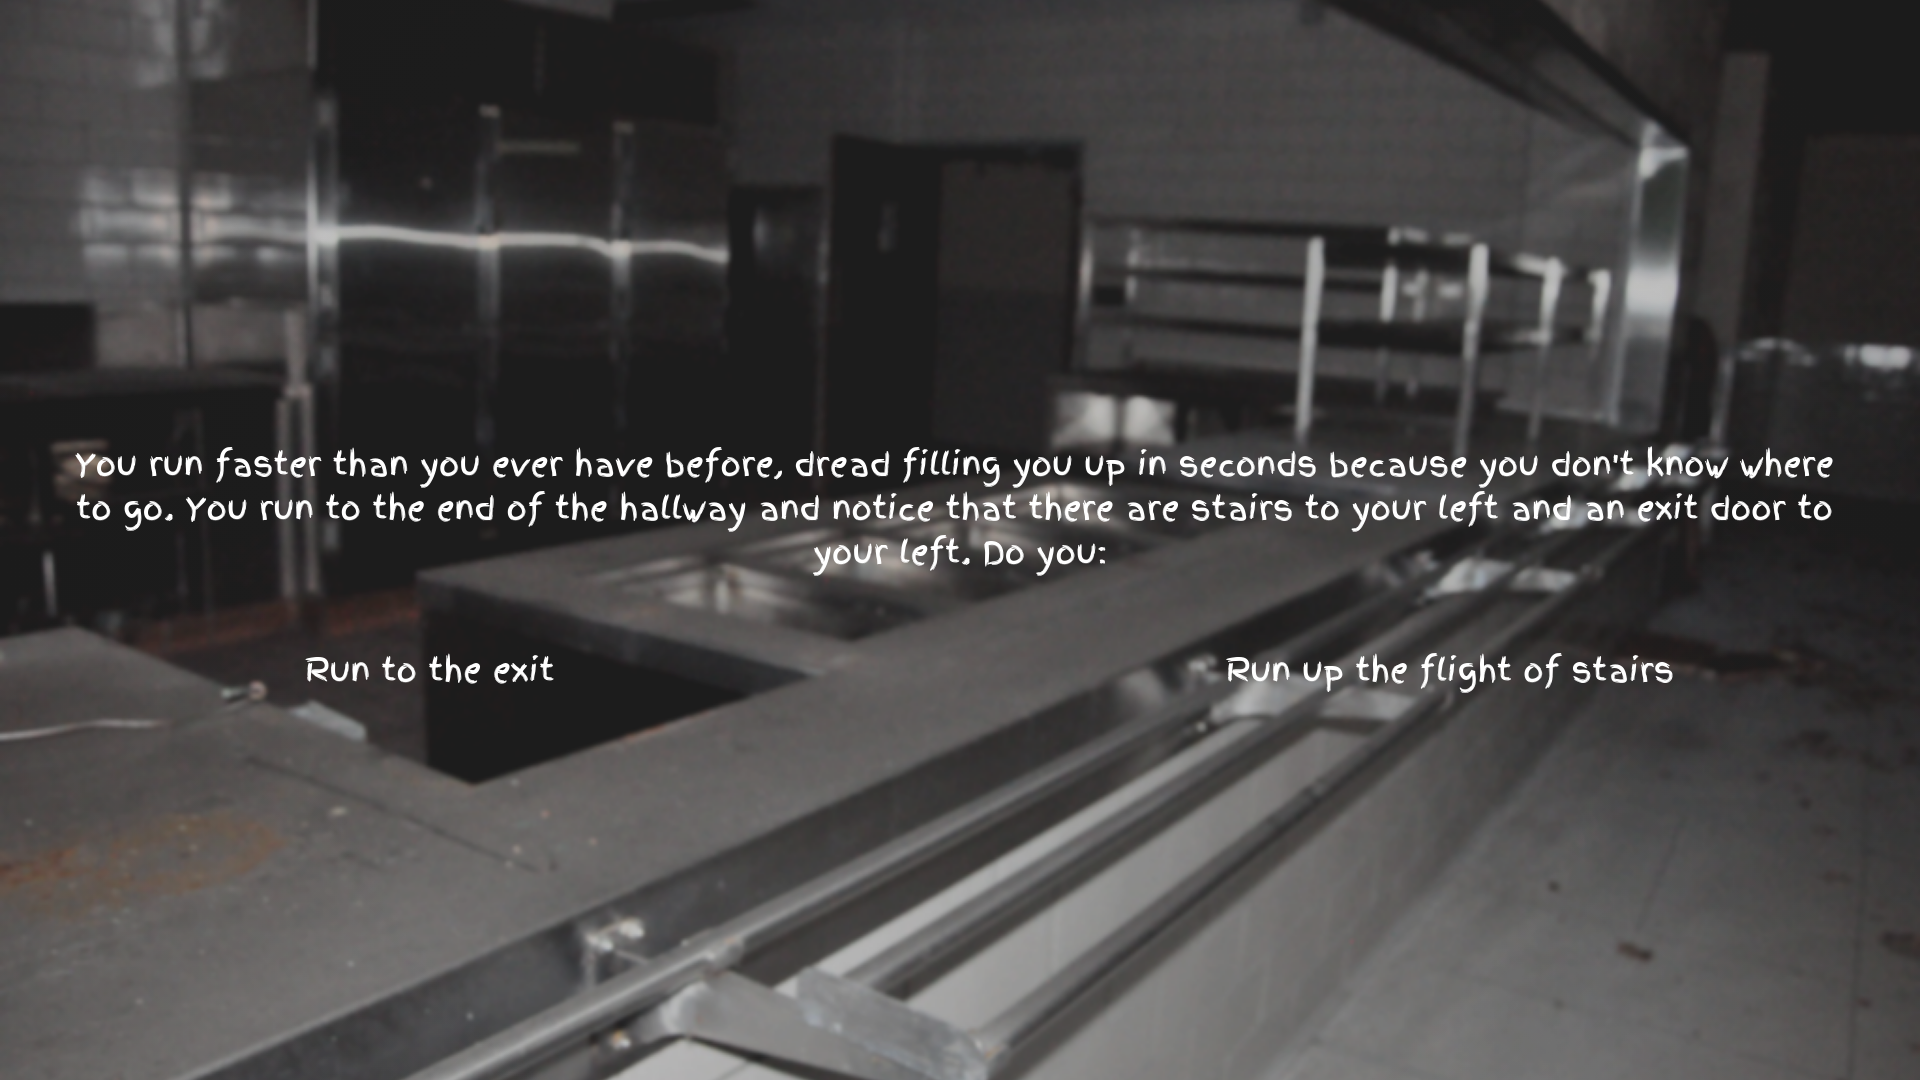 You run faster than you ever have before, dread filling you up in seconds because you don't know where
to go. You run to the end of the hallway and notice that there are stairs to your left and an exit door to
your left. Do you:
Run to the exit
Run up the flight of stairs